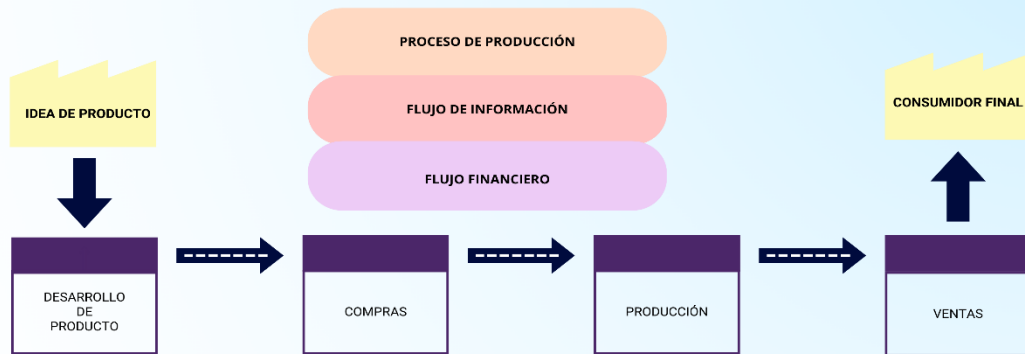 PROCESO DE PRODUCCIÓN
IDEA DE PRODUCTO
FLUJO DE INFORMACIÓN
CONSUMIDOR FINAL
FLUJO FINANCIERO
DESARROLLO
DE
PRODUCTO
COMPRAS
PRODUCCIÓN
VENTAS